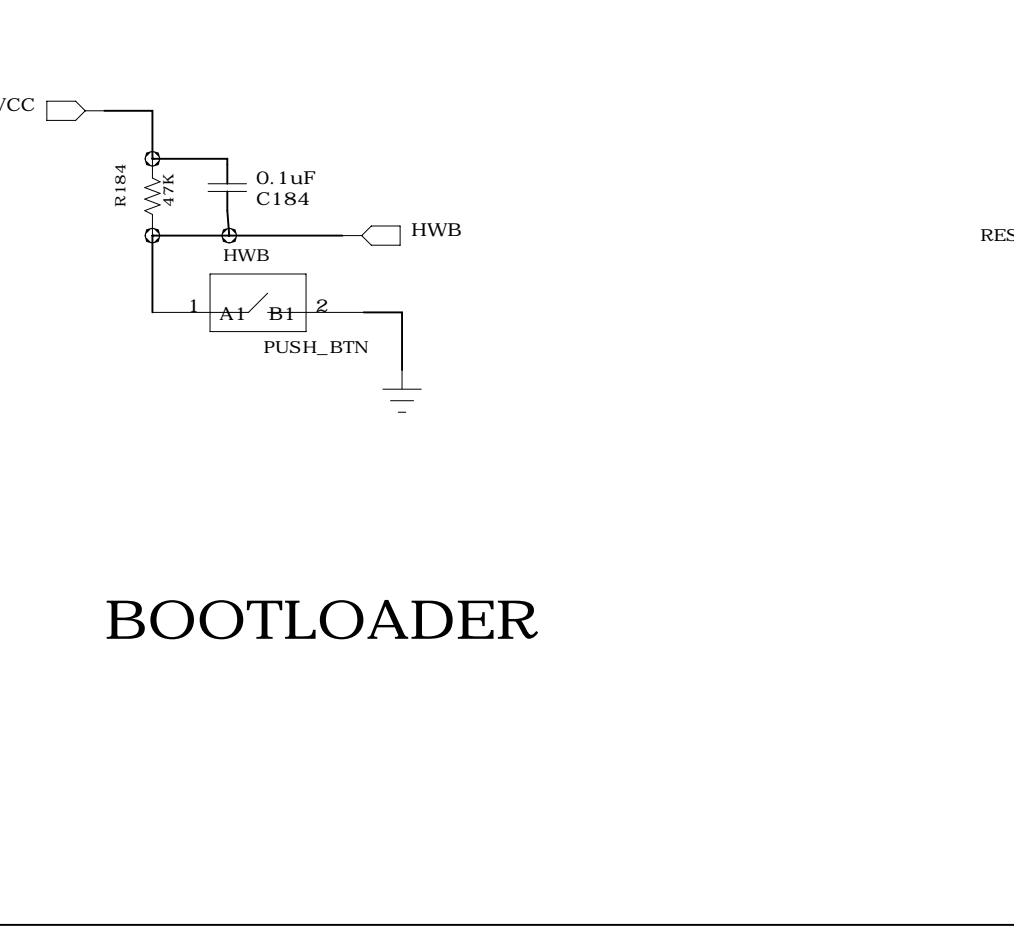 VCC
R184
47K
0.1uF
C184
HWB
RES
HWB
1
A1
B1
2
PUSH_BTN
BOOTLOADER